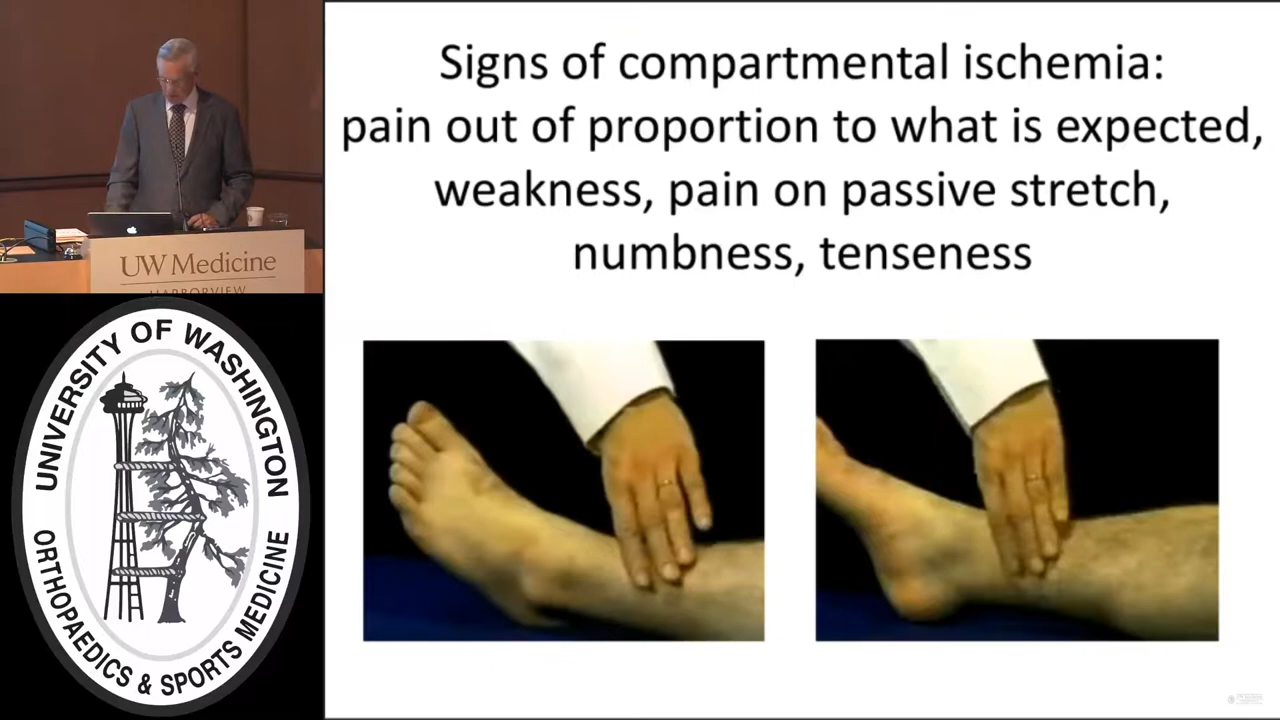 Signs of compartmental ischemia:
pain out of proportion to what is expected,
weakness, pain on passive stretch,
numbness, tenseness
UW Medicine
HARBORVIEW
UNIVERSITY OF WASHINGTON
ORTHOPAEDICS & SPORTS MEDICINE